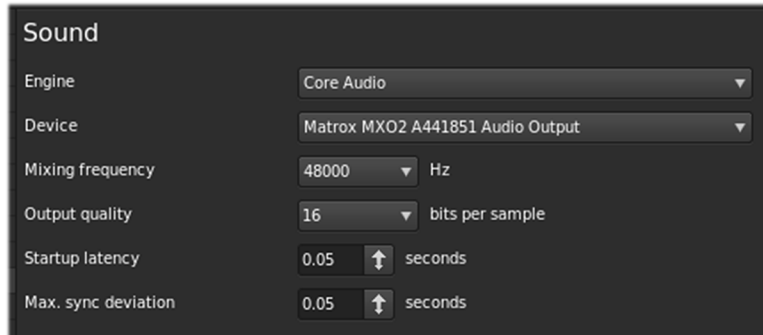 Sound
Engine Core Audio
Device Matrox MXO2 A441851 Audio Output
Mixing frequency 48000 Hz
Output quality 16 bits per sample
Startup latency 0.05 seconds
Max. sync deviation 0.05 seconds